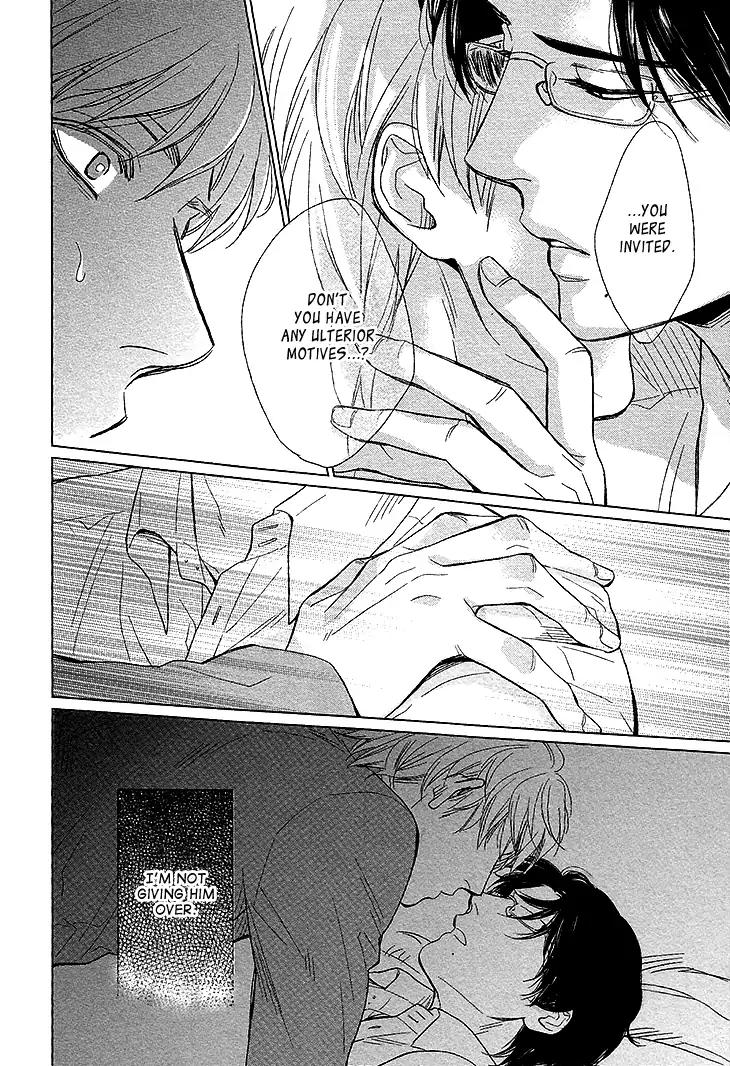 ...YOU
WERE
INVITED.
DON'T
YOU HAVE
ANY ULTERIOR
MOTIVES...?
I'M NOT
GIVING HIM
OVER.